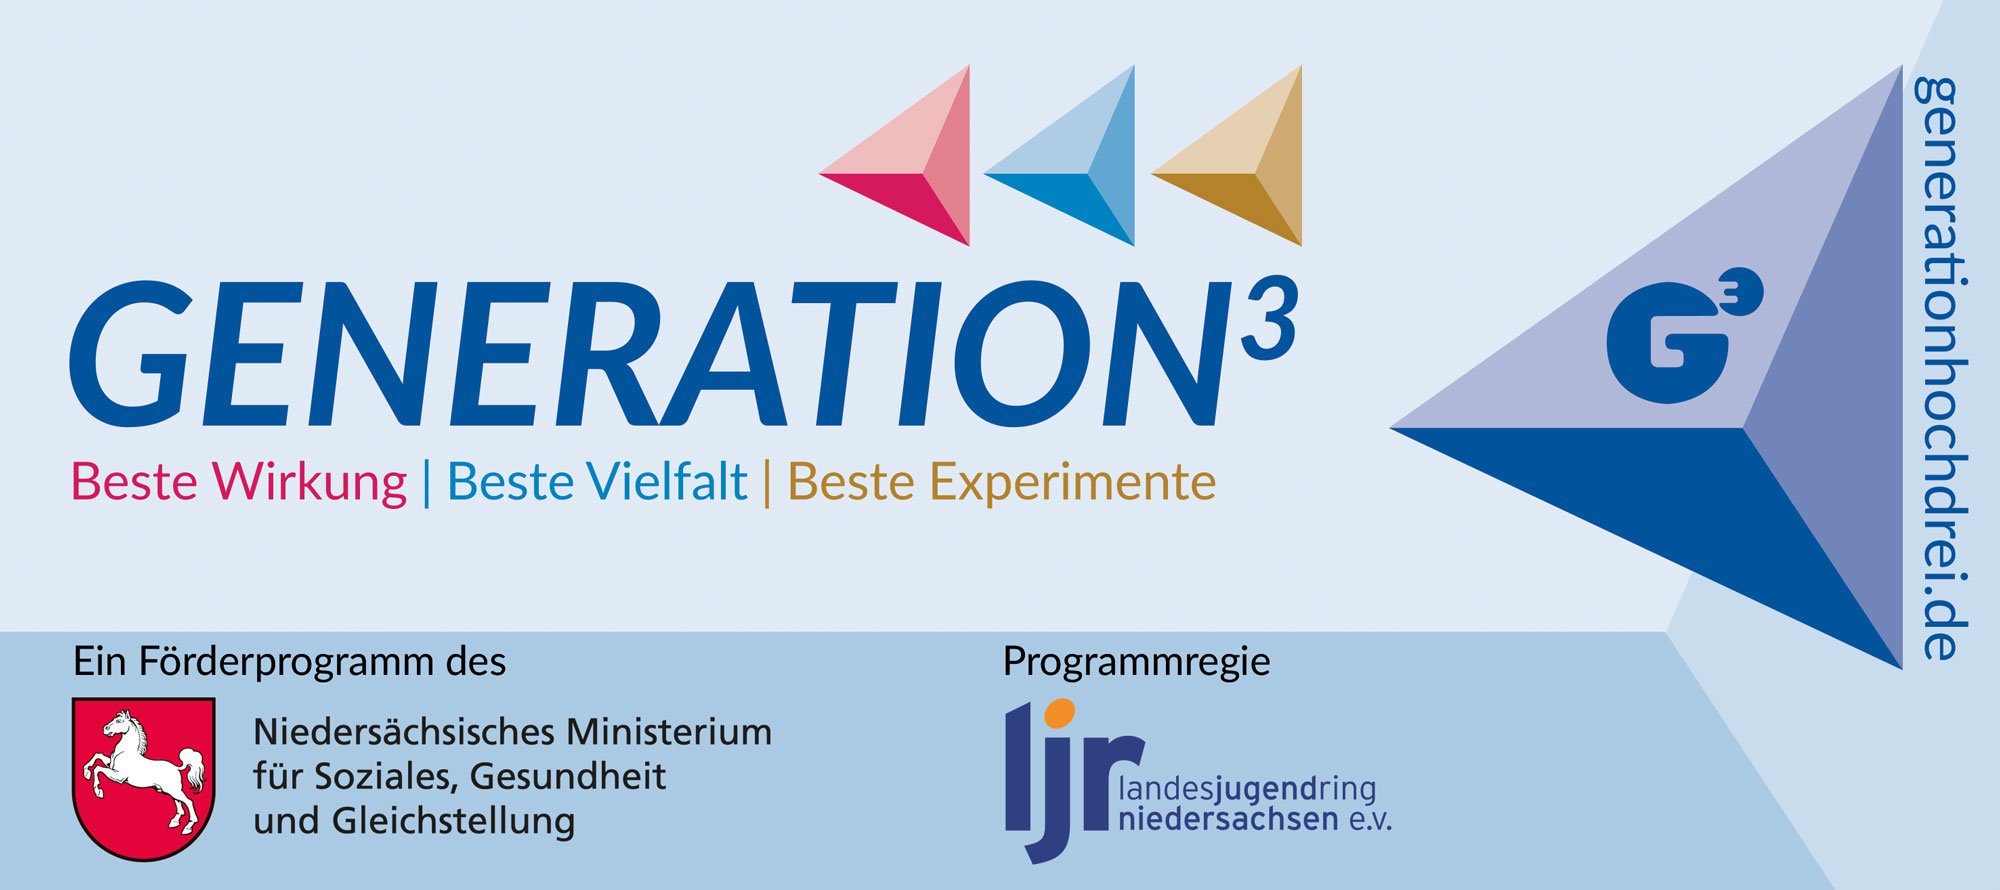 GENERATION³
Beste Wirkung | Beste Vielfalt | Beste Experimente
G³
generationhochdrei.de
Ein Förderprogramm des
Niedersächsisches Ministerium
für Soziales, Gesundheit
und Gleichstellung
Programmregie
ljr
landesjugendring
niedersachsen e.v.